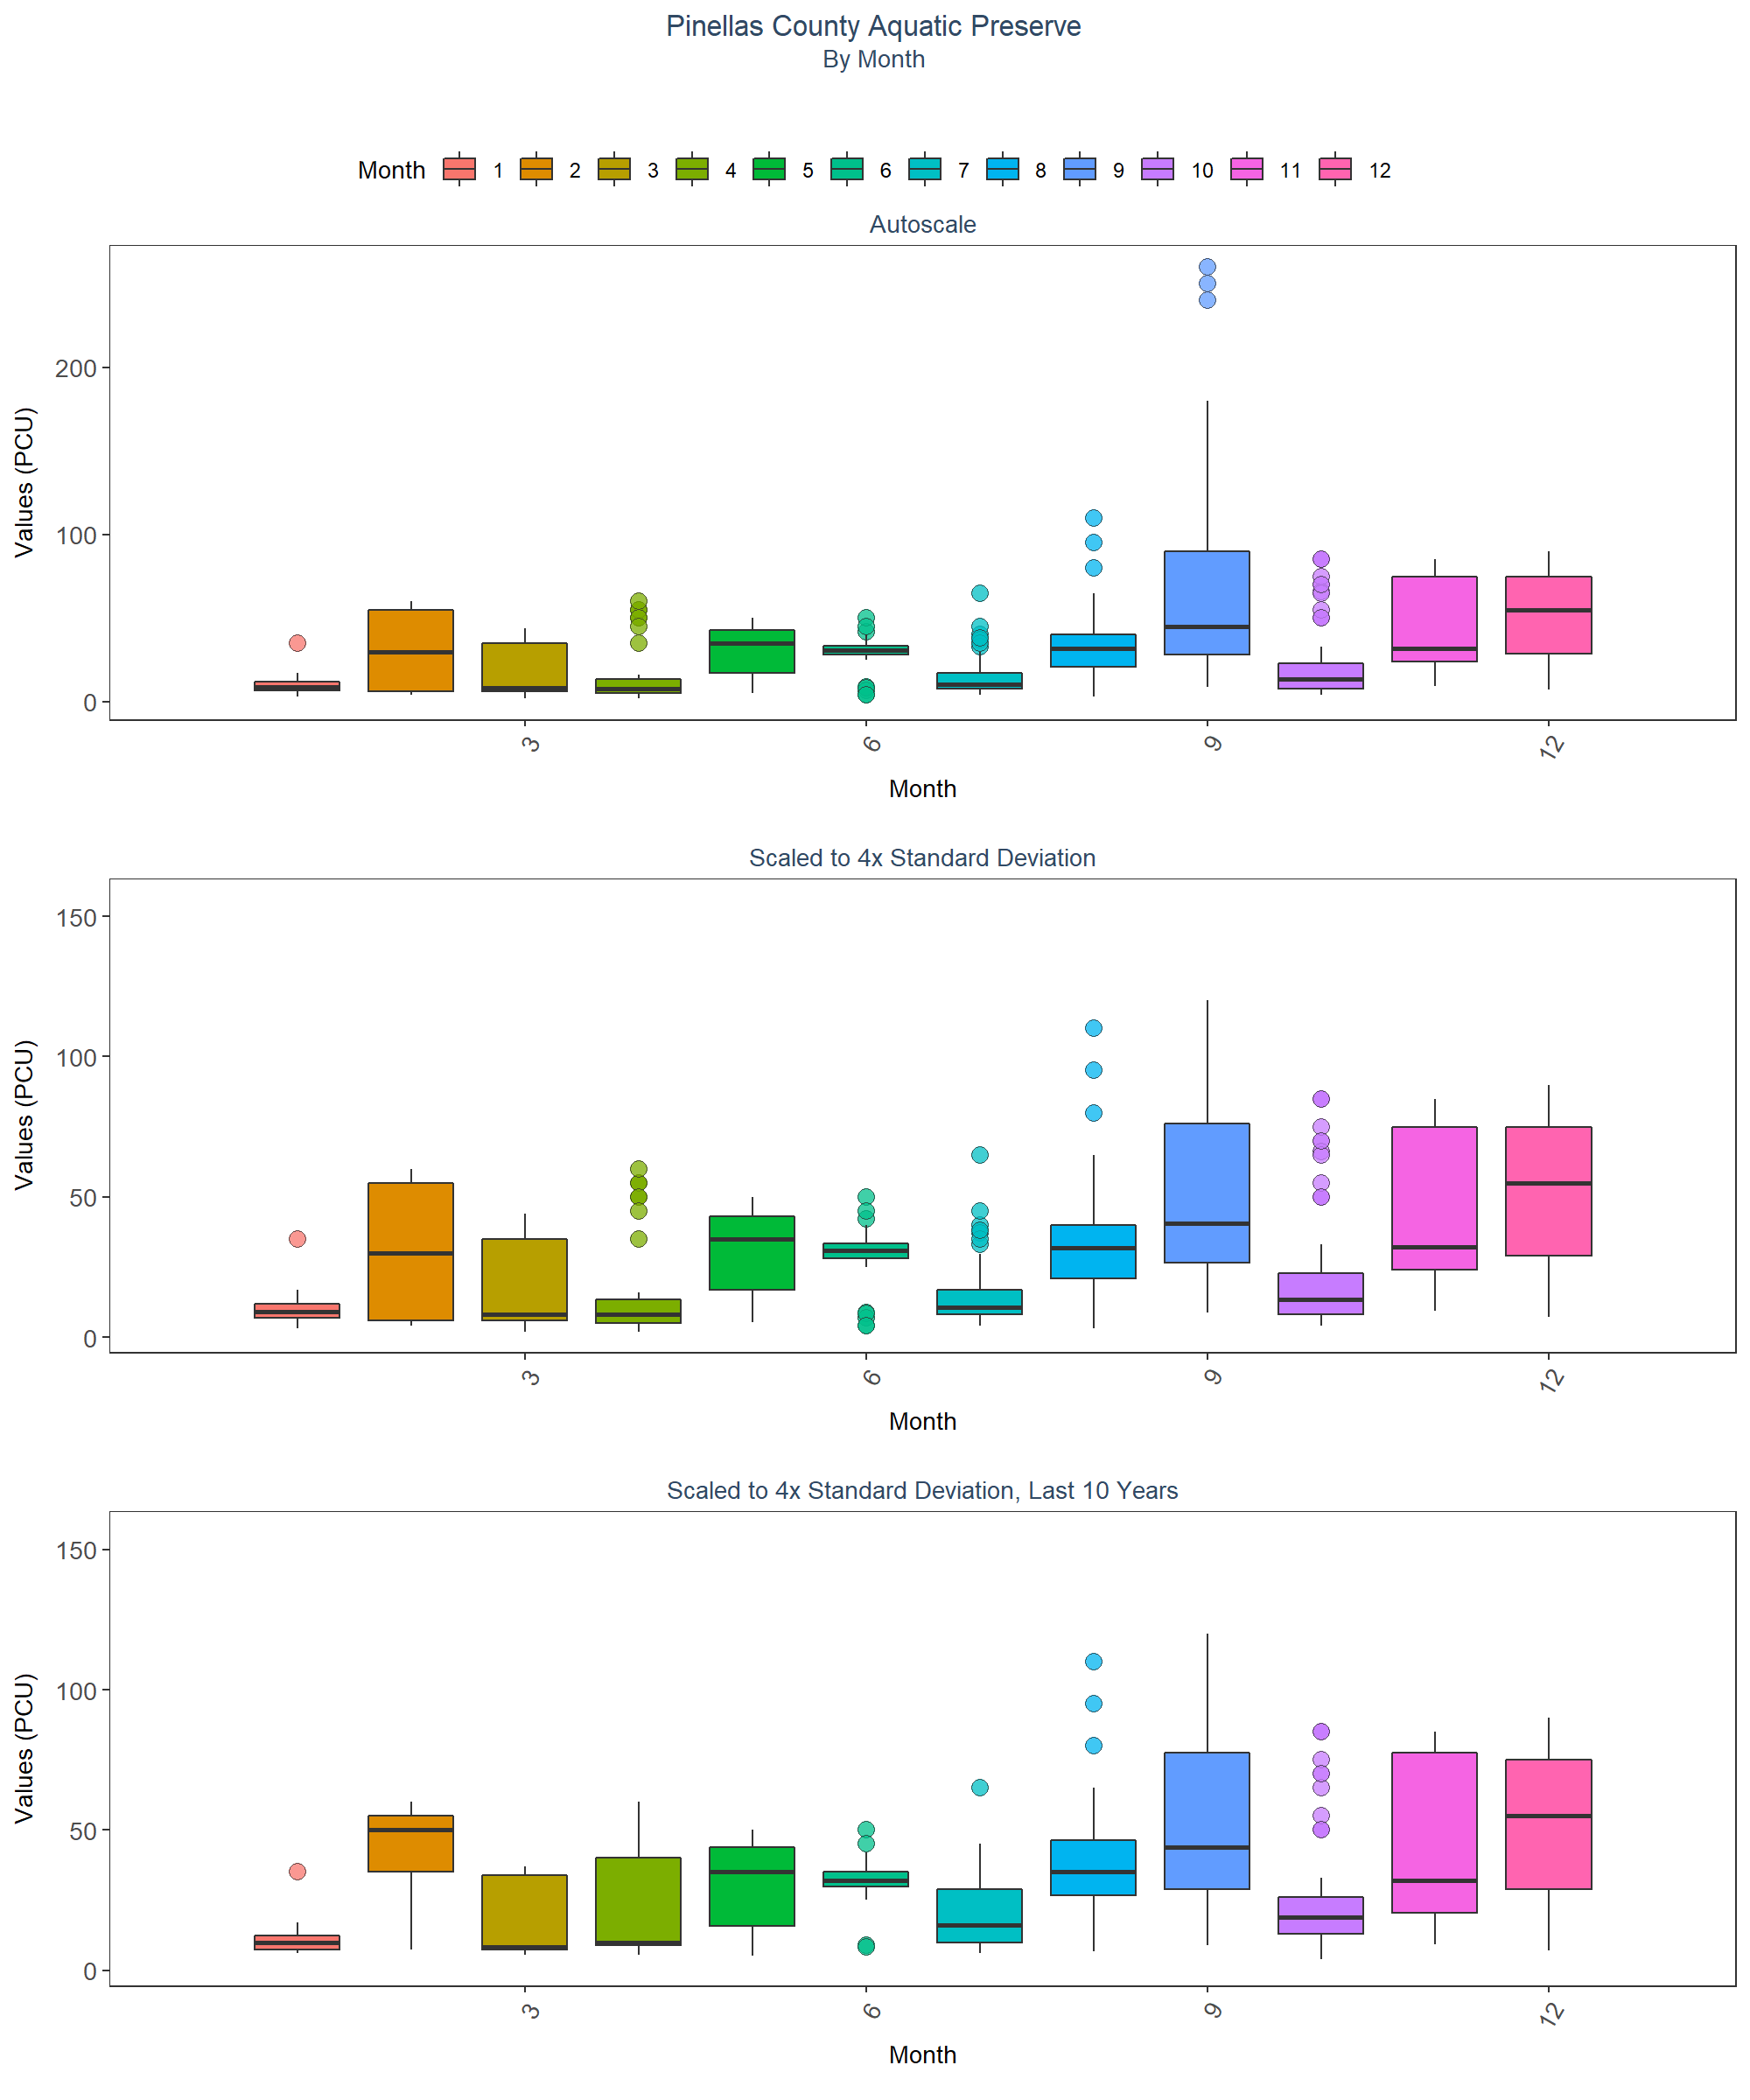 Pinellas County Aquatic Preserve
By Month
Month 1 2 3 4 5 6 7 8 9 10 11 12
Autoscale
Values (PCU)
200
100
0
3 6 9 12
Month
Scaled to 4x Standard Deviation
Values (PCU)
150
100
50
0
3 6 9 12
Month
Scaled to 4x Standard Deviation, Last 10 Years
Values (PCU)
150
100
50
0
3 6 9 12
Month